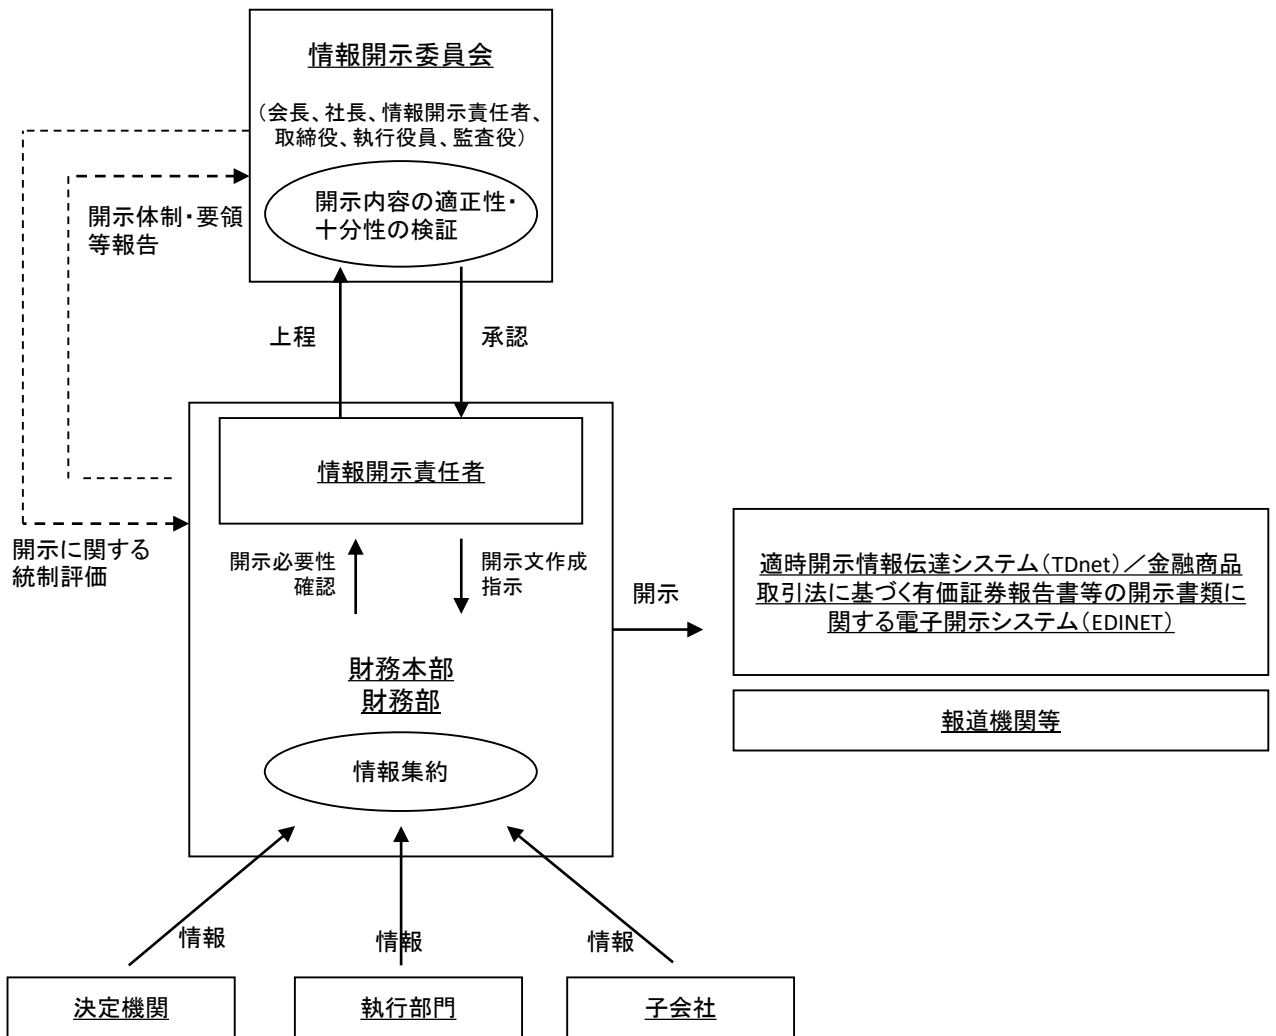 情報開示委員会
（会長、社長、情報開示責任者、
取締役、執行役員、監査役）
開示内容の適正性・
十分性の検証
開示体制・要領
等報告
上程
承認
情報開示責任者
開示に関する
統制評価
開示必要性
確認
開示文作成
指示
開示
適時開示情報伝達システム（TDnet）／金融商品
取引法に基づく有価証券報告書等の開示書類に
関する電子開示システム（EDINET）
財務本部
財務部
報道機関等
情報集約
情報
情報
情報
決定機関
執行部門
子会社